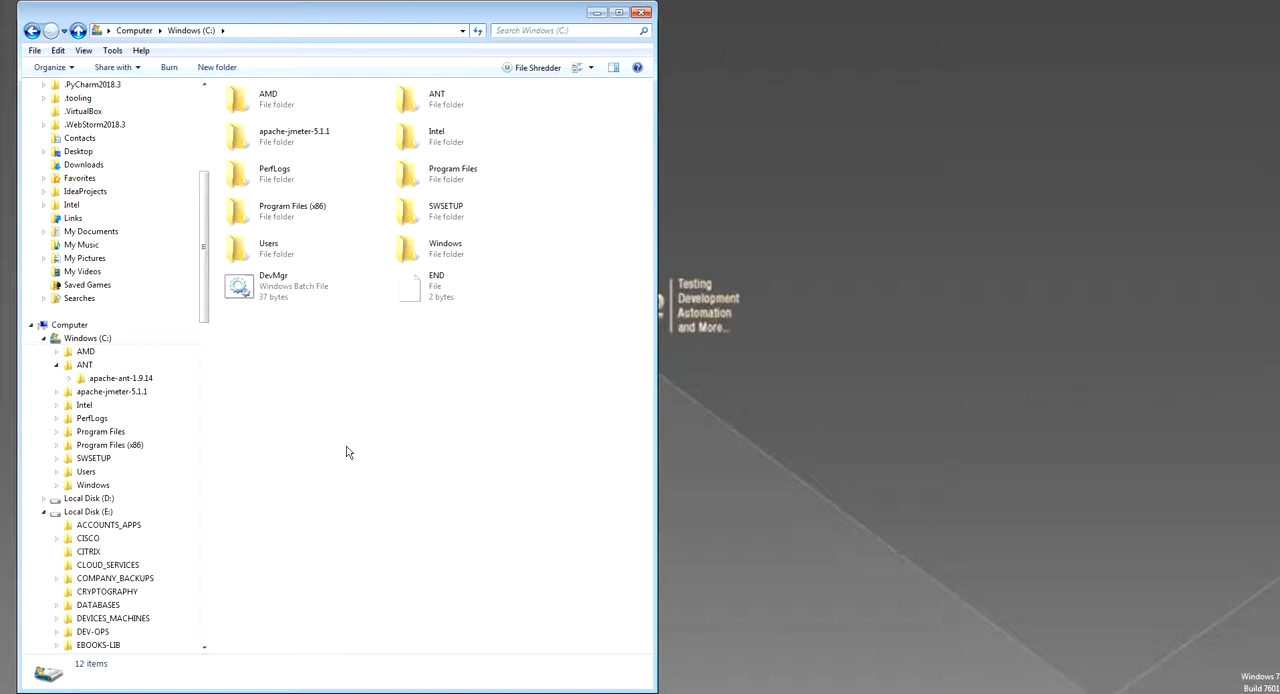 Computer Windows (C:)
Search Windows (C:)
File Edit View Tools Help
Organize Share with Burn New folder File Shredder
.PyCharm2018.3
.tooling
.VirtualBox
.WebStorm2018.3
Contacts
Desktop
Downloads
Favorites
IdeaProjects
Intel
Links
My Documents
My Music
My Pictures
My Videos
Saved Games
Searches
Computer
Windows (C:)
AMD
ANT
apache-ant-1.9.14
apache-jmeter-5.1.1
Intel
PerfLogs
Program Files
Program Files (x86)
SWSETUP
Users
Windows
Local Disk (D:)
Local Disk (E:)
ACCOUNTS_APPS
CISCO
CITRIX
CLOUD_SERVICES
COMPANY_BACKUPS
CRYPTOGRAPHY
DATABASES
DEVICES_MACHINES
DEV-OPS
EBOOKS-LIB
AMD
File folder
ANT
File folder
apache-jmeter-5.1.1
File folder
Intel
File folder
PerfLogs
File folder
Program Files
File folder
Program Files (x86)
File folder
SWSETUP
File folder
Users
File folder
Windows
File folder
DevMgr
Windows Batch File
37 bytes
END
File
2 bytes
12 items
Testing
Development
Automation
and More...
Windows 7
Build 7601